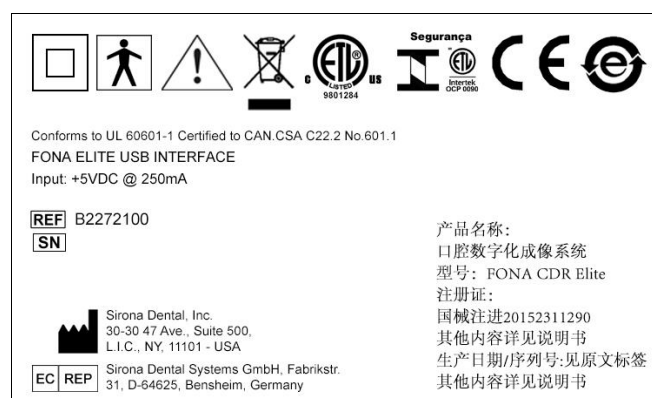 Segurança
C ETL US
LISTED
9801284
ETL
Intertek
OCP 0090
CE
e
Conforms to UL 60601-1 Certified to CAN.CSA C22.2 No.601.1
FONA ELITE USB INTERFACE
Input: +5VDC @ 250mA
REF B2272100
SN
Sirona Dental, Inc.
30-30 47 Ave., Suite 500,
L.I.C., NY, 11101 - USA
EC REP
Sirona Dental Systems GmbH, Fabrikstr.
31, D-64625, Bensheim, Germany
产品名称:
口腔数字化成像系统
型号: FONA CDR Elite
注册证:
国械注进20152311290
其他内容详见说明书
生产日期/序列号:见原文标签
其他内容详见说明书